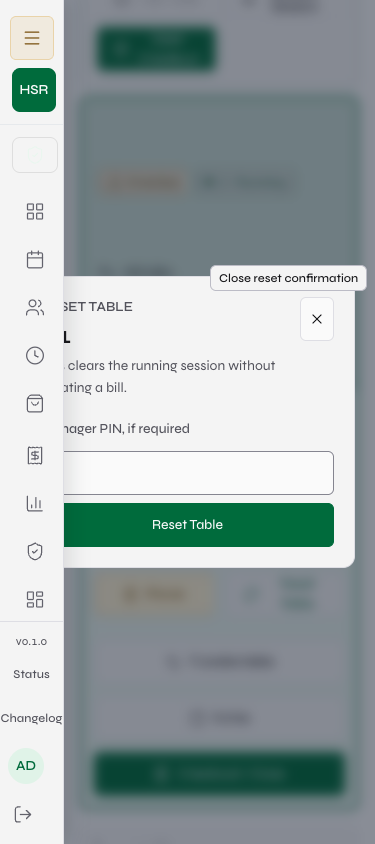 HSR
Close reset confirmation
SET TABLE
L
clears the running session without
ating a bill.
nager PIN, if required
Reset Table
v0.1.0
Status
Changelog
AD